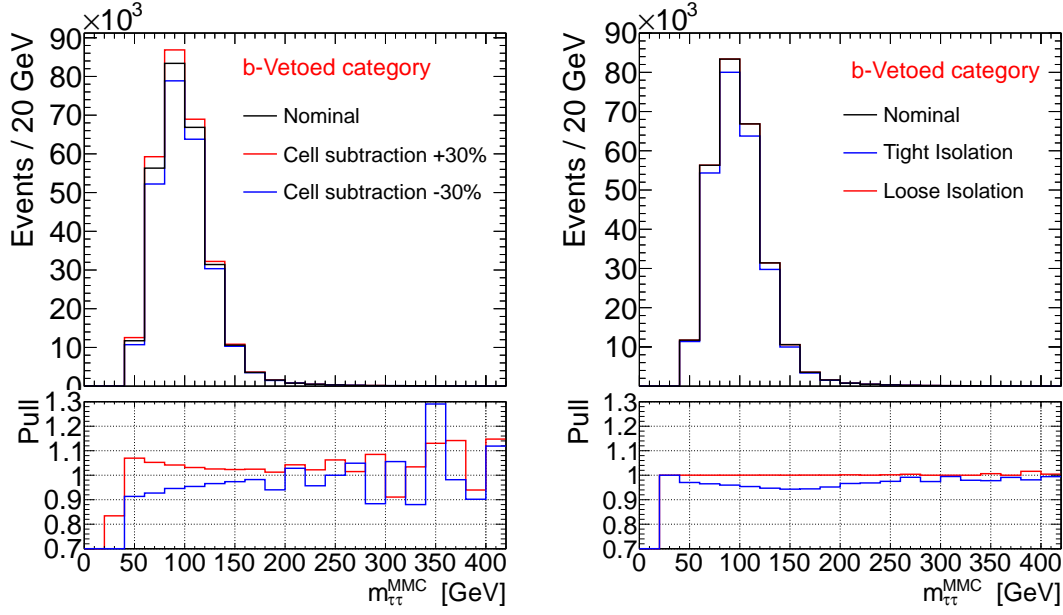 ×10³
Events / 20 GeV
90
80
70
60
50
40
30
20
10
0
b-Vetoed category
Nominal
Cell subtraction +30%
Cell subtraction -30%
Pull
1.3
1.2
1.1
1
0.9
0.8
0.7
0 50 100 150 200 250 300 350 400
m_ττ^MMC [GeV]
×10³
Events / 20 GeV
90
80
70
60
50
40
30
20
10
b-Vetoed category
Nominal
Tight Isolation
Loose Isolation
Pull
1.3
1.2
1.1
1
0.9
0.8
0.7
0 50 100 150 200 250 300 350 400
m_ττ^MMC [GeV]